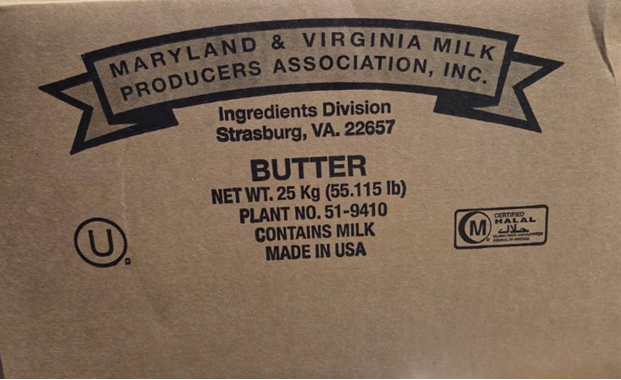 MARYLAND & VIRGINIA MILK
PRODUCERS ASSOCIATION, INC.
Ingredients Division
Strasburg, VA. 22657
BUTTER
NET WT. 25 Kg (55.115 lb)
PLANT NO. 51-9410
CONTAINS MILK
MADE IN USA
U
D
M
CERTIFIED
HALAL
حلال